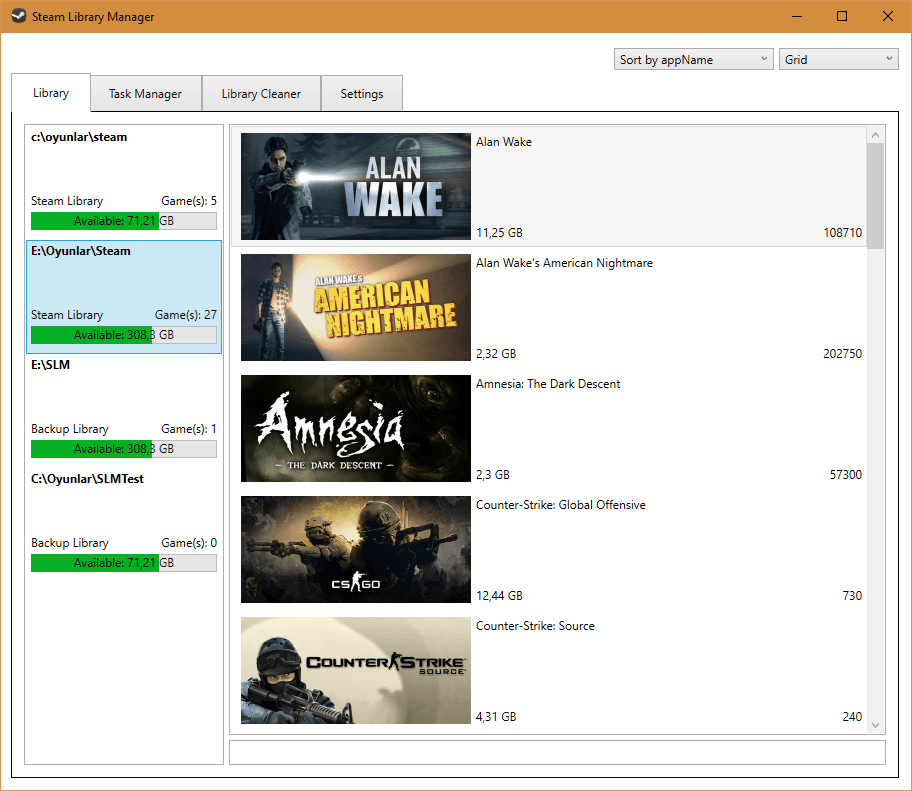 Steam Library Manager
Sort by appName
Grid
Library
Task Manager
Library Cleaner
Settings
c:\oyunlar\steam
Steam Library
Game(s): 5
Available: 71,21 GB
E:\Oyunlar\Steam
Steam Library
Game(s): 27
Available: 308,3 GB
E:\SLM
Backup Library
Game(s): 1
Available: 308,3 GB
C:\Oyunlar\SLMTest
Backup Library
Game(s): 0
Available: 71,21 GB
ALAN
WAKE
Alan Wake
11,25 GB
108710
ALAN WAKE'S
AMERICAN
NIGHTMARE
Alan Wake's American Nightmare
2,32 GB
202750
Amnesia
– THE DARK DESCENT –
Amnesia: The Dark Descent
2,3 GB
57300
CS GO
Counter-Strike: Global Offensive
12,44 GB
730
COUNTER STRIKE
SOURCE
Counter-Strike: Source
4,31 GB
240